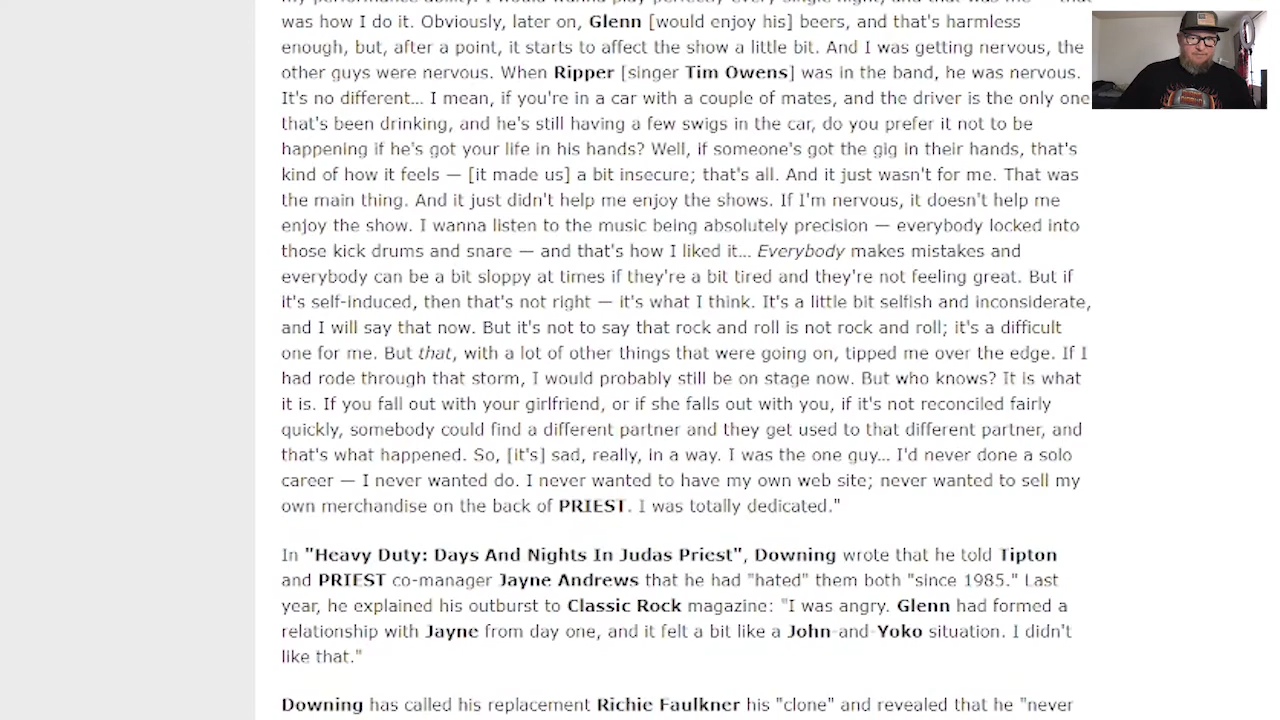 was how I do it. Obviously, later on, Glenn [would enjoy his] beers, and that's harmless
enough, but, after a point, it starts to affect the show a little bit. And I was getting nervous, the
other guys were nervous. When Ripper [singer Tim Owens] was in the band, he was nervous.
It's no different... I mean, if you're in a car with a couple of mates, and the driver is the only one
that's been drinking, and he's still having a few swigs in the car, do you prefer it not to be
happening if he's got your life in his hands? Well, if someone's got the gig in their hands, that's
kind of how it feels — [it made us] a bit insecure; that's all. And it just wasn't for me. That was
the main thing. And it just didn't help me enjoy the shows. If I'm nervous, it doesn't help me
enjoy the show. I wanna listen to the music being absolutely precision — everybody locked into
those kick drums and snare — and that's how I liked it... Everybody makes mistakes and
everybody can be a bit sloppy at times if they're a bit tired and they're not feeling great. But if
it's self-induced, then that's not right — it's what I think. It's a little bit selfish and inconsiderate,
and I will say that now. But it's not to say that rock and roll is not rock and roll; it's a difficult
one for me. But that, with a lot of other things that were going on, tipped me over the edge. If I
had rode through that storm, I would probably still be on stage now. But who knows? It is what
it is. If you fall out with your girlfriend, or if she falls out with you, if it's not reconciled fairly
quickly, somebody could find a different partner and they get used to that different partner, and
that's what happened. So, [it's] sad, really, in a way. I was the one guy... I'd never done a solo
career — I never wanted do. I never wanted to have my own web site; never wanted to sell my
own merchandise on the back of PRIEST. I was totally dedicated."
In "Heavy Duty: Days And Nights In Judas Priest", Downing wrote that he told Tipton
and PRIEST co-manager Jayne Andrews that he had "hated" them both "since 1985." Last
year, he explained his outburst to Classic Rock magazine: "I was angry. Glenn had formed a
relationship with Jayne from day one, and it felt a bit like a John-and-Yoko situation. I didn't
like that."
Downing has called his replacement Richie Faulkner his "clone" and revealed that he "never